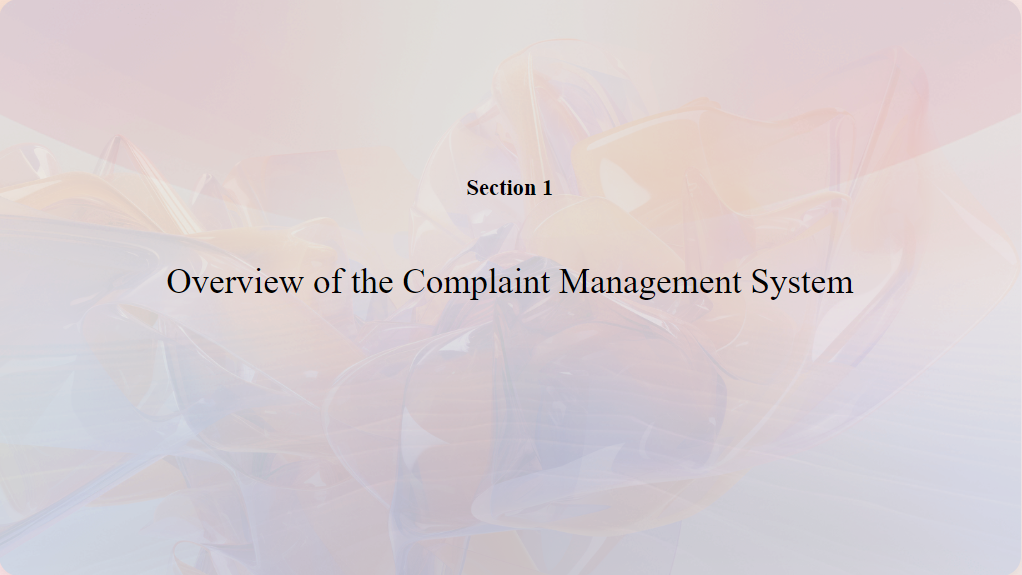 Section 1
Overview of the Complaint Management System